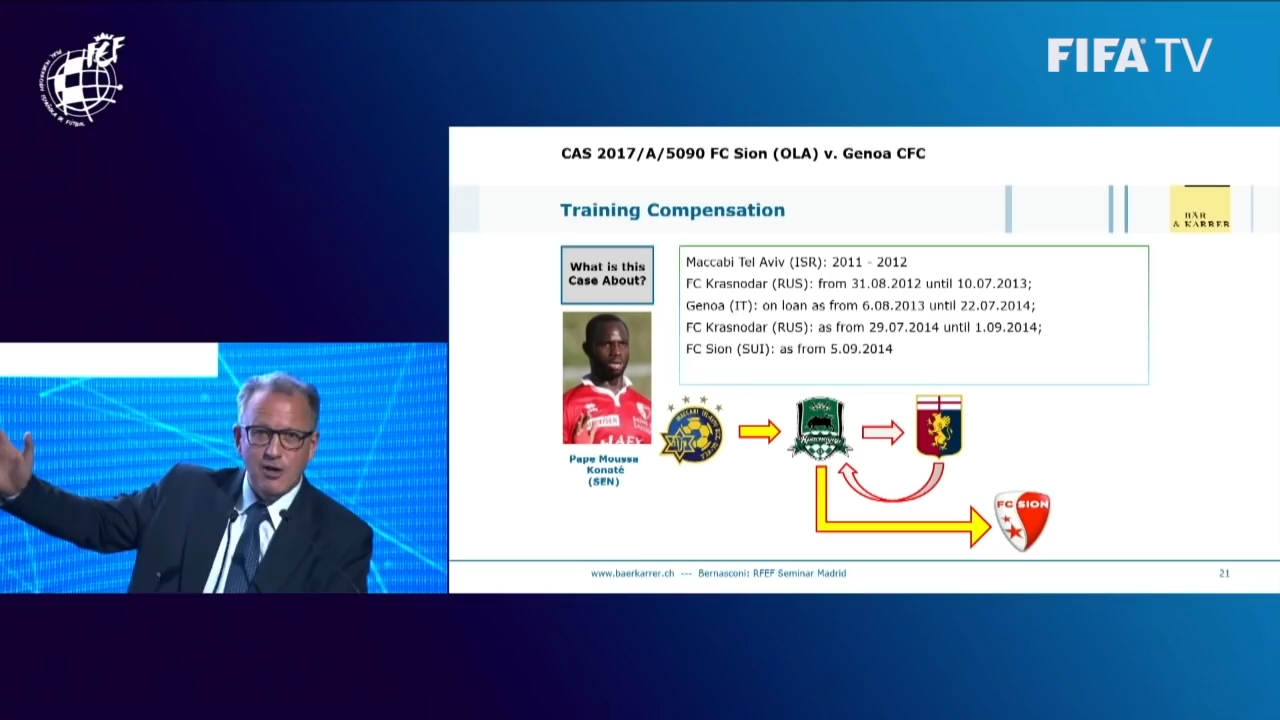 FIFA TV
CAS 2017/A/5090 FC Sion (OLA) v. Genoa CFC
Training Compensation
BÄR
& KARRER
What is this
Case About?
Maccabi Tel Aviv (ISR): 2011 - 2012
FC Krasnodar (RUS): from 31.08.2012 until 10.07.2013;
Genoa (IT): on loan as from 6.08.2013 until 22.07.2014;
FC Krasnodar (RUS): as from 29.07.2014 until 1.09.2014;
FC Sion (SUI): as from 5.09.2014
Pape Moussa
Konaté
(SEN)
FC SION
www.baerkarrer.ch --- Bernasconi: RFEF Seminar Madrid
21